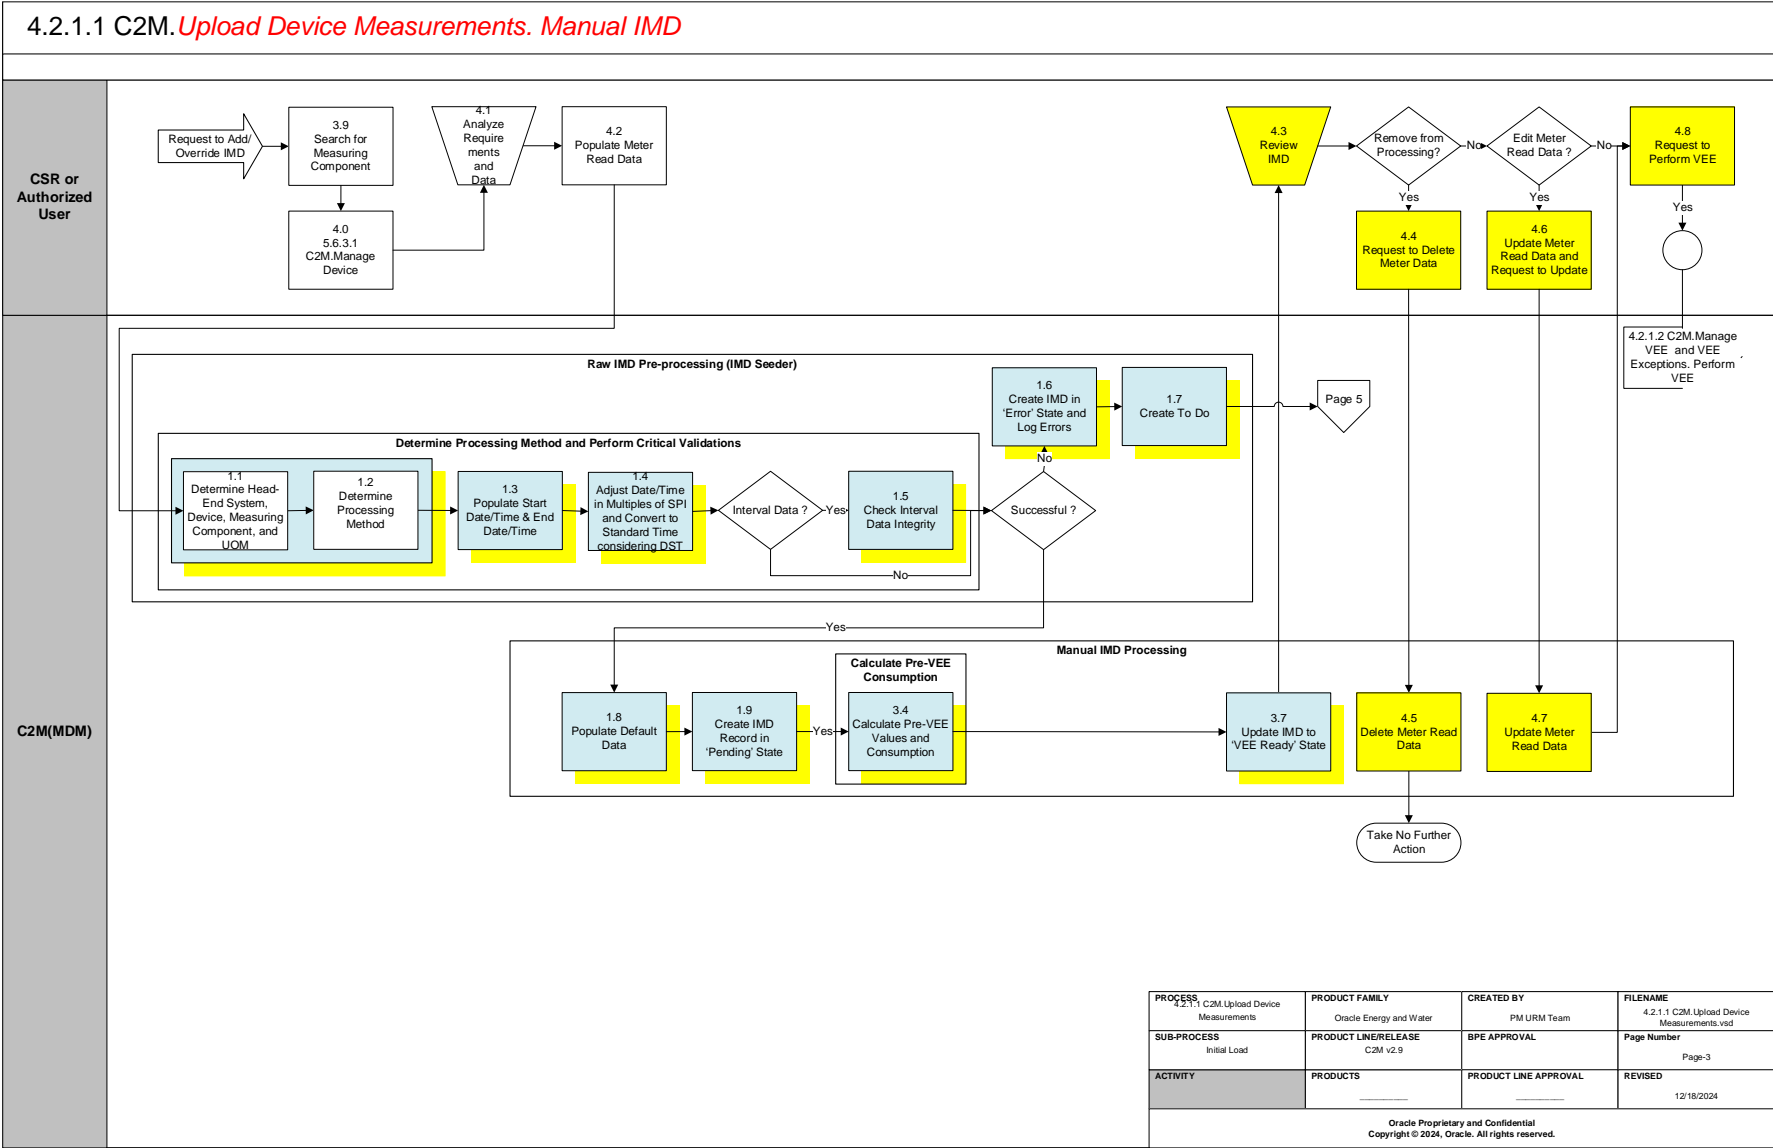 4.2.1.1 C2M.Upload Device Measurements. Manual IMD
CSR or
Authorized
User
Request to Add/
Override IMD
3.9
Search for
Measuring
Component
4.0
5.6.3.1
C2M.Manage
Device
4.1
Analyze
Require
ments
and
Data
4.2
Populate Meter
Read Data
4.3
Review
IMD
Remove from
Processing?
No
Yes
Edit Meter
Read Data ?
No
Yes
4.8
Request to
Perform VEE
Yes
4.4
Request to Delete
Meter Data
4.6
Update Meter
Read Data and
Request to Update
4.2.1.2 C2M.Manage
VEE and VEE
Exceptions. Perform
VEE
C2M(MDM)
Raw IMD Pre-processing (IMD Seeder)
1.6
Create IMD in
‘Error’ State and
Log Errors
1.7
Create To Do
Page 5
Determine Processing Method and Perform Critical Validations
1.1
Determine Head-
End System,
Device, Measuring
Component, and
UOM
1.2
Determine
Processing
Method
1.3
Populate Start
Date/Time & End
Date/Time
1.4
Adjust Date/Time
in Multiples of SPI
and Convert to
Standard Time
considering DST
Interval Data ?
Yes
No
1.5
Check Interval
Data Integrity
Successful ?
No
Yes
Manual IMD Processing
Calculate Pre-VEE
Consumption
1.8
Populate Default
Data
1.9
Create IMD
Record in
‘Pending’ State
Yes
3.4
Calculate Pre-VEE
Values and
Consumption
3.7
Update IMD to
‘VEE Ready’ State
4.5
Delete Meter Read
Data
4.7
Update Meter
Read Data
Take No Further
Action
PROCESS
4.2.1.1 C2M.Upload Device
Measurements
PRODUCT FAMILY
Oracle Energy and Water
CREATED BY
PM URM Team
FILENAME
4.2.1.1 C2M.Upload Device
Measurements.vsd
SUB-PROCESS
Initial Load
PRODUCT LINE/RELEASE
C2M v2.9
BPE APPROVAL
Page Number
Page-3
ACTIVITY
PRODUCTS
PRODUCT LINE APPROVAL
REVISED
12/18/2024
Oracle Proprietary and Confidential
Copyright © 2024, Oracle. All rights reserved.